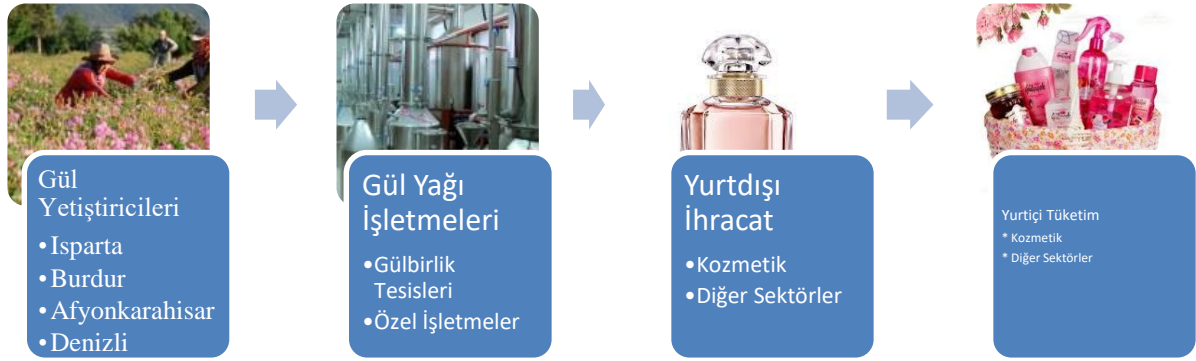 Gül
Yetiştiricileri
•Isparta
•Burdur
•Afyonkarahisar
•Denizli
Gül Yağı
İşletmeleri
•Gülbirlik
Tesisleri
•Özel İşletmeler
Yurtdışı
İhracat
•Kozmetik
•Diğer Sektörler
Yurtiçi Tüketim
* Kozmetik
* Diğer Sektörler